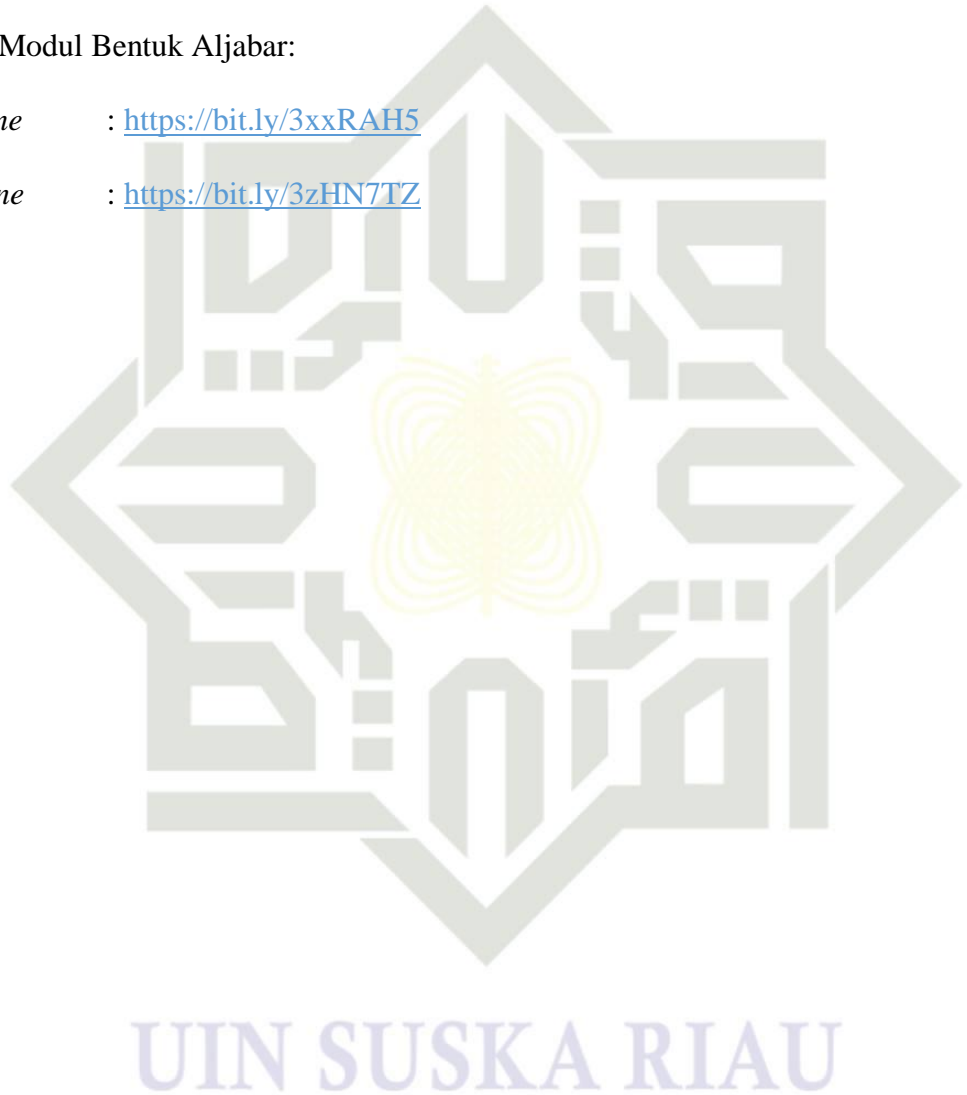 Modul Bentuk Aljabar:
ne : https://bit.ly/3xxRAH5
ne : https://bit.ly/3zHN7TZ
UIN SUSKA RIAU